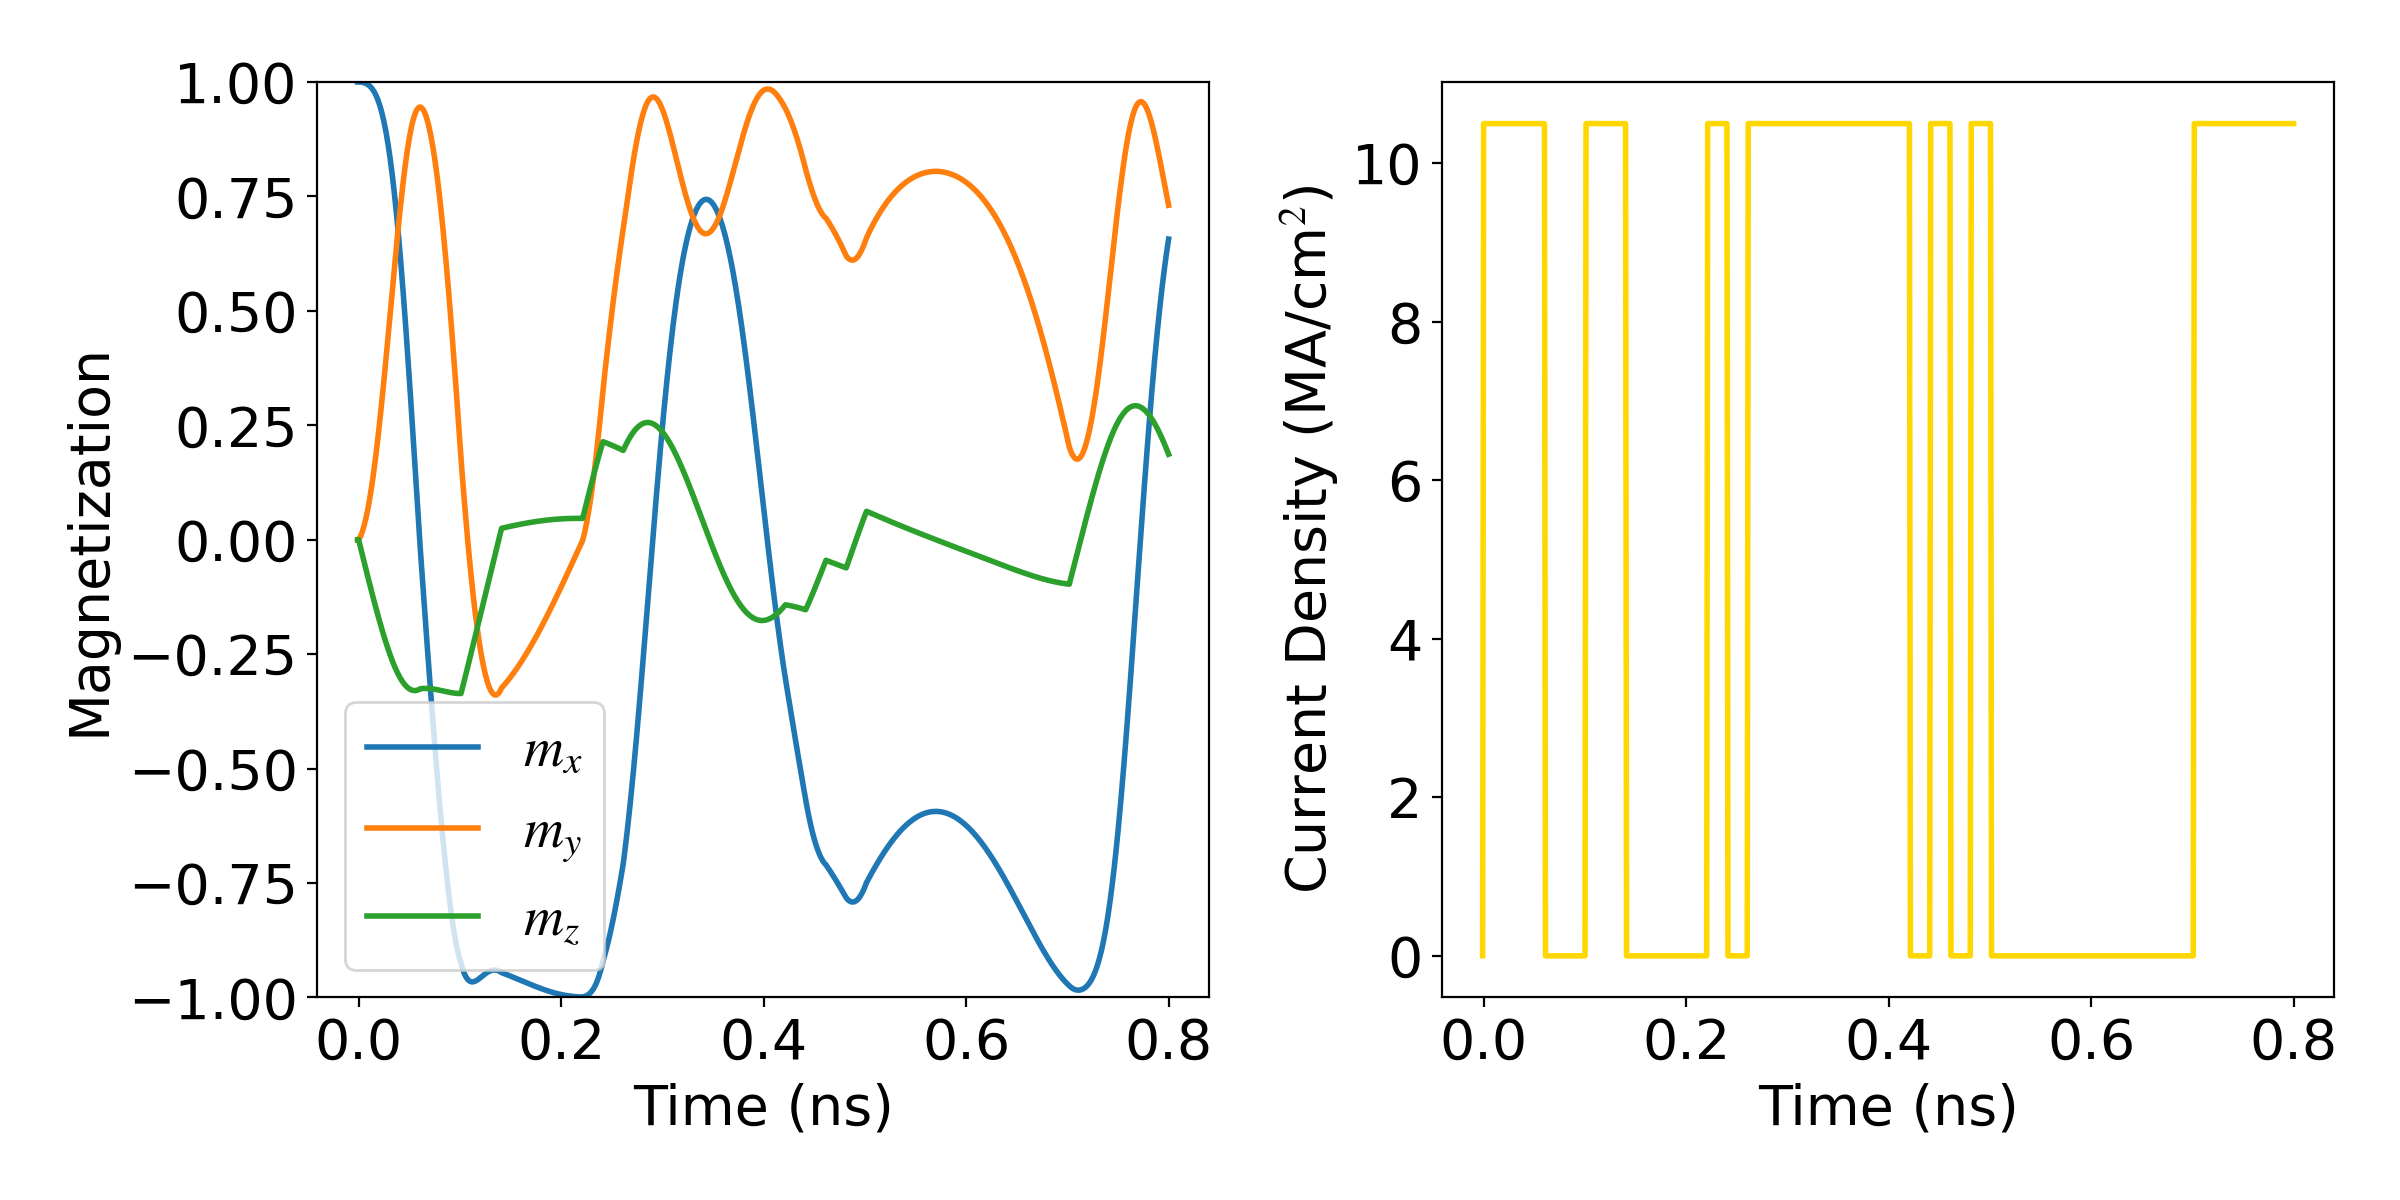 Magnetization
1.00
0.75
0.50
0.25
0.00
−0.25
−0.50
−0.75
−1.00
m_x
m_y
m_z
0.0 0.2 0.4 0.6 0.8
Time (ns)
Current Density (MA/cm²)
10
8
6
4
2
0
0.0 0.2 0.4 0.6 0.8
Time (ns)